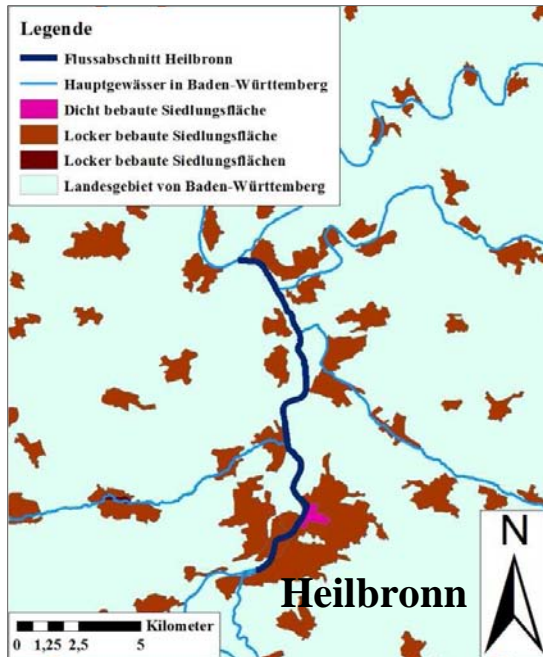 Legende
Flussabschnitt Heilbronn
Hauptgewässer in Baden-Württemberg
Dicht bebaute Siedlungsfläche
Locker bebaute Siedlungsfläche
Locker bebaute Siedlungsflächen
Landesgebiet von Baden-Württemberg
N
Heilbronn
Kilometer
0 1,25 2,5 5